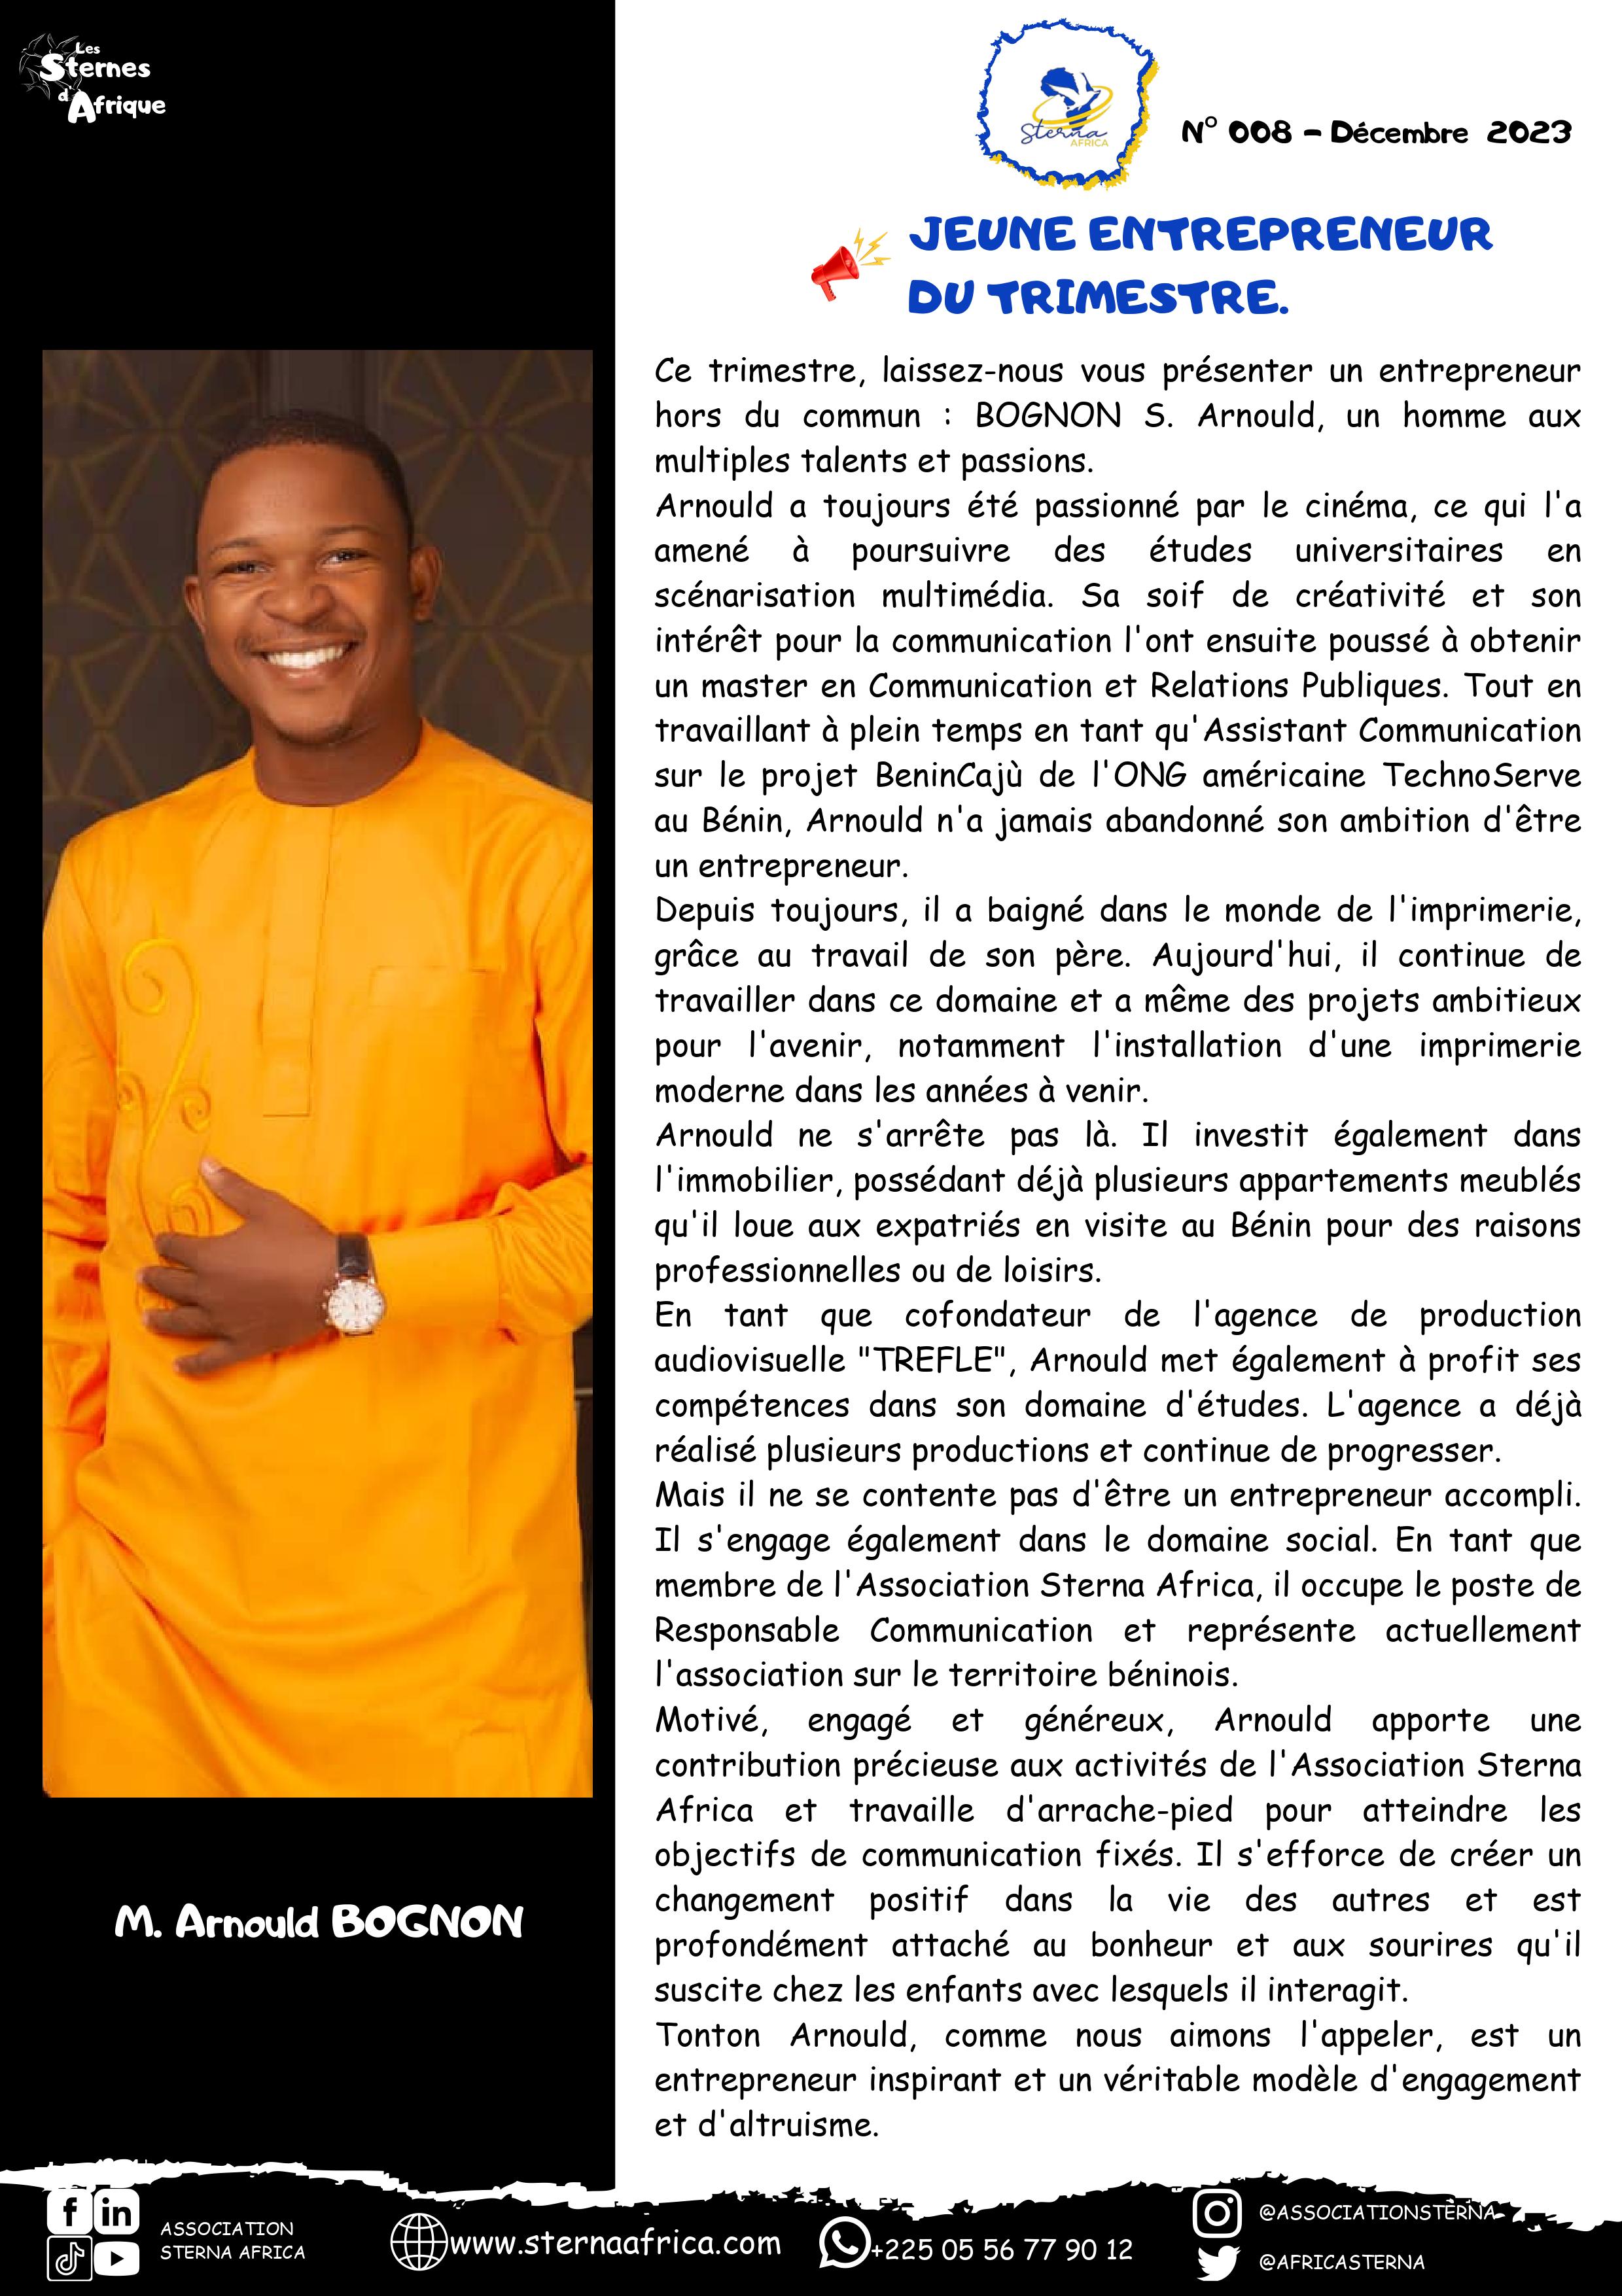 Les
Sternes
d'Afrique
Sterna
AFRICA
N° 008 - Décembre 2023
JEUNE ENTREPRENEUR
DU TRIMESTRE.
Ce trimestre, laissez-nous vous présenter un entrepreneur
hors du commun : BOGNON S. Arnould, un homme aux
multiples talents et passions.
Arnould a toujours été passionné par le cinéma, ce qui l'a
amené à poursuivre des études universitaires en
scénarisation multimédia. Sa soif de créativité et son
intérêt pour la communication l'ont ensuite poussé à obtenir
un master en Communication et Relations Publiques. Tout en
travaillant à plein temps en tant qu'Assistant Communication
sur le projet BeninCajù de l'ONG américaine TechnoServe
au Bénin, Arnould n'a jamais abandonné son ambition d'être
un entrepreneur.
Depuis toujours, il a baigné dans le monde de l'imprimerie,
grâce au travail de son père. Aujourd'hui, il continue de
travailler dans ce domaine et a même des projets ambitieux
pour l'avenir, notamment l'installation d'une imprimerie
moderne dans les années à venir.
Arnould ne s'arrête pas là. Il investit également dans
l'immobilier, possédant déjà plusieurs appartements meublés
qu'il loue aux expatriés en visite au Bénin pour des raisons
professionnelles ou de loisirs.
En tant que cofondateur de l'agence de production
audiovisuelle "TREFLE", Arnould met également à profit ses
compétences dans son domaine d'études. L'agence a déjà
réalisé plusieurs productions et continue de progresser.
Mais il ne se contente pas d'être un entrepreneur accompli.
Il s'engage également dans le domaine social. En tant que
membre de l'Association Sterna Africa, il occupe le poste de
Responsable Communication et représente actuellement
l'association sur le territoire béninois.
Motivé, engagé et généreux, Arnould apporte une
contribution précieuse aux activités de l'Association Sterna
Africa et travaille d'arrache-pied pour atteindre les
objectifs de communication fixés. Il s'efforce de créer un
changement positif dans la vie des autres et est
profondément attaché au bonheur et aux sourires qu'il
suscite chez les enfants avec lesquels il interagit.
Tonton Arnould, comme nous aimons l'appeler, est un
entrepreneur inspirant et un véritable modèle d'engagement
et d'altruisme.
M. Arnould BOGNON
ASSOCIATION
STERNA AFRICA
www.sternaafrica.com
+225 05 56 77 90 12
@ASSOCIATIONSTERNA
@AFRICASTERNA